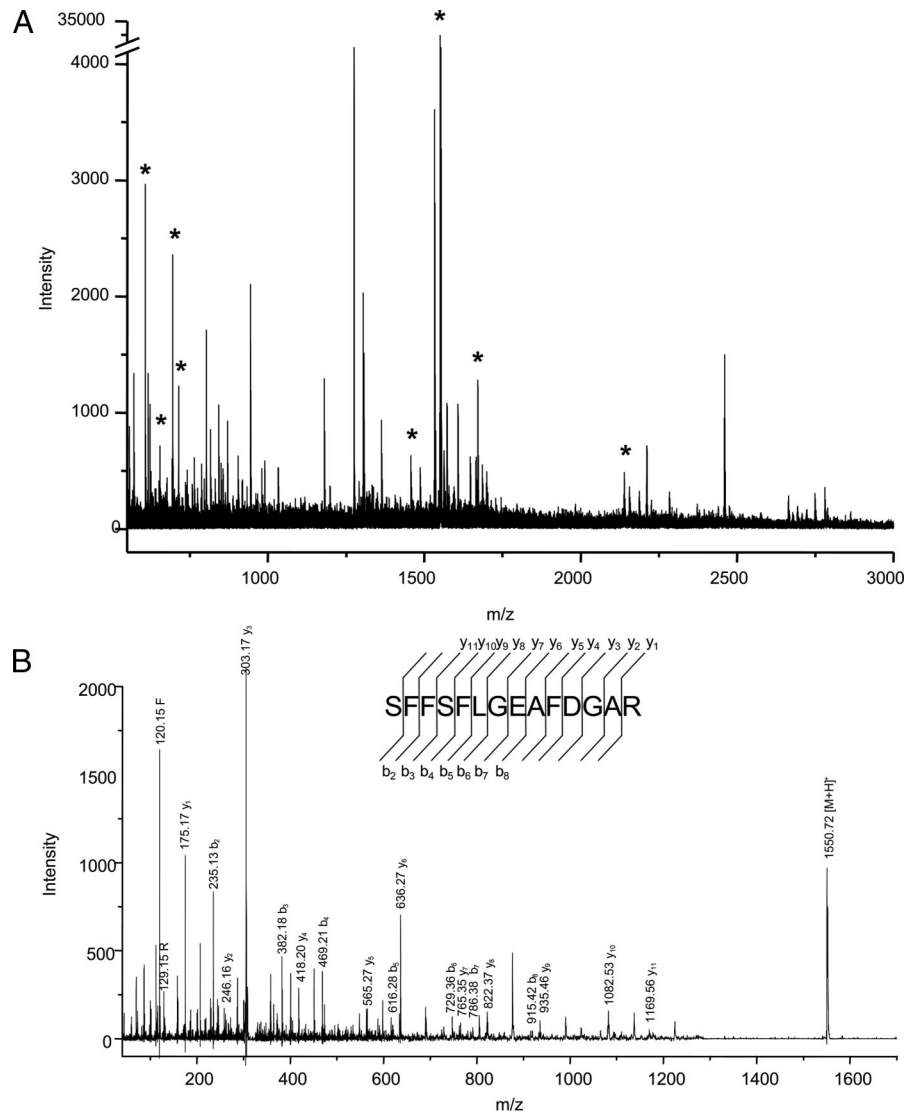 A
35000
4000
3000
2000
1000
0
Intensity
* * * * * * * *
1000 1500 2000 2500 3000
m/z
B
y₁₁ y₁₀ y₉ y₈ y₇ y₆ y₅ y₄ y₃ y₂ y₁
SFFSFLGEAFDGAR
b₂ b₃ b₄ b₅ b₆ b₇ b₈
2000
1500
1000
500
0
Intensity
120.15 F
129.15 R
175.17 y₁
235.13 b₂
246.16 y₂
303.17 y₃
382.18 b₃
418.20 y₄
469.21 b₄
565.27 y₅
616.28 b₅
636.27 y₆
729.36 b₆
765.35 y₇
786.38 b₇
822.37 y₈
915.42 b₈
935.46 y₉
1082.53 y₁₀
1169.56 y₁₁
1550.72 [M+H]⁺
200 400 600 800 1000 1200 1400 1600
m/z